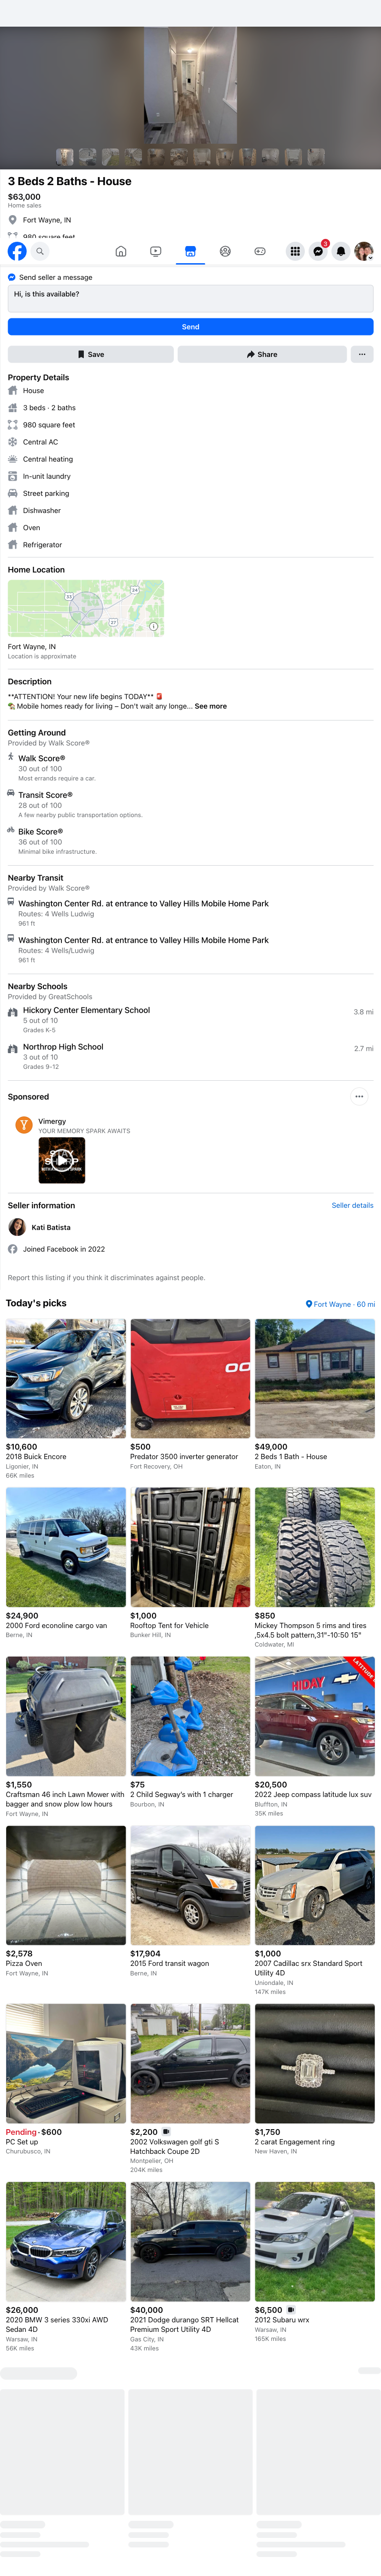 3 Beds 2 Baths - House
$63,000
Home sales
Fort Wayne, IN
980 square feet
3
Send seller a message
Hi, is this available?
Send
Save
Share
Property Details
House
3 beds · 2 baths
980 square feet
Central AC
Central heating
In-unit laundry
Street parking
Dishwasher
Oven
Refrigerator
Home Location
33
24
27
Fort Wayne, IN
Location is approximate
Description
**ATTENTION! Your new life begins TODAY** 🚨
🏡 Mobile homes ready for living – Don't wait any longe... See more
Getting Around
Provided by Walk Score®
Walk Score®
30 out of 100
Most errands require a car.
Transit Score®
28 out of 100
A few nearby public transportation options.
Bike Score®
36 out of 100
Minimal bike infrastructure.
Nearby Transit
Provided by Walk Score®
Washington Center Rd. at entrance to Valley Hills Mobile Home Park
Routes: 4 Wells Ludwig
961 ft
Washington Center Rd. at entrance to Valley Hills Mobile Home Park
Routes: 4 Wells/Ludwig
961 ft
Nearby Schools
Provided by GreatSchools
Hickory Center Elementary School
3.8 mi
5 out of 10
Grades K-5
Northrop High School
2.7 mi
3 out of 10
Grades 9-12
Sponsored
Vimergy
YOUR MEMORY SPARK AWAITS
Seller information
Seller details
Kati Batista
Joined Facebook in 2022
Report this listing if you think it discriminates against people.
Today's picks
Fort Wayne · 60 mi
$10,600
2018 Buick Encore
Ligonier, IN
66K miles
$500
Predator 3500 inverter generator
Fort Recovery, OH
$49,000
2 Beds 1 Bath - House
Eaton, IN
$24,900
2000 Ford econoline cargo van
Berne, IN
$1,000
Rooftop Tent for Vehicle
Bunker Hill, IN
$850
Mickey Thompson 5 rims and tires
,5x4.5 bolt pattern,31"-10:50 15"
Coldwater, MI
HIDAY
LATITUDE
$1,550
Craftsman 46 inch Lawn Mower with
bagger and snow plow low hours
Fort Wayne, IN
$75
2 Child Segway's with 1 charger
Bourbon, IN
$20,500
2022 Jeep compass latitude lux suv
Bluffton, IN
35K miles
$2,578
Pizza Oven
Fort Wayne, IN
$17,904
2015 Ford transit wagon
Berne, IN
$1,000
2007 Cadillac srx Standard Sport
Utility 4D
Uniondale, IN
147K miles
Pending · $600
PC Set up
Churubusco, IN
$2,200
2002 Volkswagen golf gti S
Hatchback Coupe 2D
Montpelier, OH
204K miles
$1,750
2 carat Engagement ring
New Haven, IN
$26,000
2020 BMW 3 series 330xi AWD
Sedan 4D
Warsaw, IN
56K miles
$40,000
2021 Dodge durango SRT Hellcat
Premium Sport Utility 4D
Gas City, IN
43K miles
$6,500
2012 Subaru wrx
Warsaw, IN
165K miles